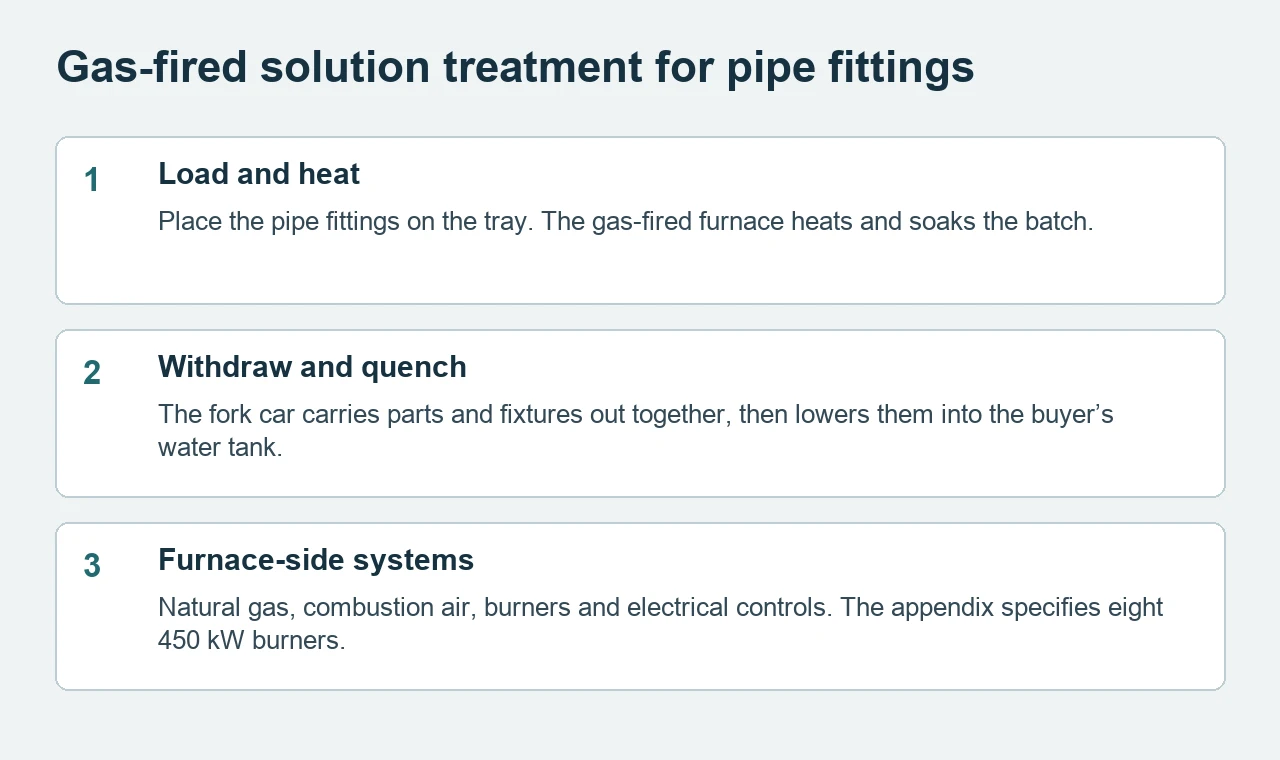 Gas-fired solution treatment for pipe fittings
1
Load and heat
Place the pipe fittings on the tray. The gas-fired furnace heats and soaks the batch.
2
Withdraw and quench
The fork car carries parts and fixtures out together, then lowers them into the buyer’s
water tank.
3
Furnace-side systems
Natural gas, combustion air, burners and electrical controls. The appendix specifies eight
450 kW burners.